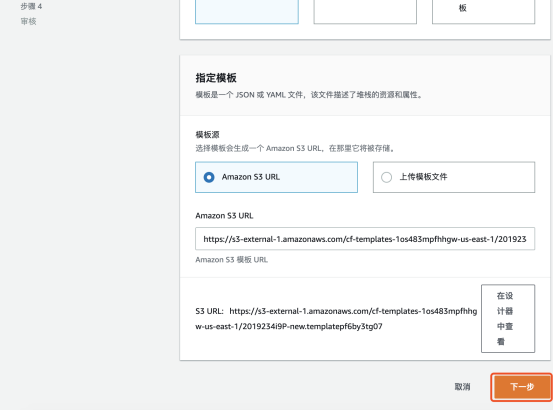 步骤 4
审核
板
指定模板
模板是一个 JSON 或 YAML 文件，该文件描述了堆栈的资源和属性。
模板源
选择模板会生成一个 Amazon S3 URL，在那里它将被存储。
Amazon S3 URL
上传模板文件
Amazon S3 URL
https://s3-external-1.amazonaws.com/cf-templates-1os483mpfhhgw-us-east-1/201923
Amazon S3 模板 URL
S3 URL: https://s3-external-1.amazonaws.com/cf-templates-1os483mpfhhg
w-us-east-1/2019234i9P-new.templatepf6by3tg07
在设
计器
中查
看
取消
下一步